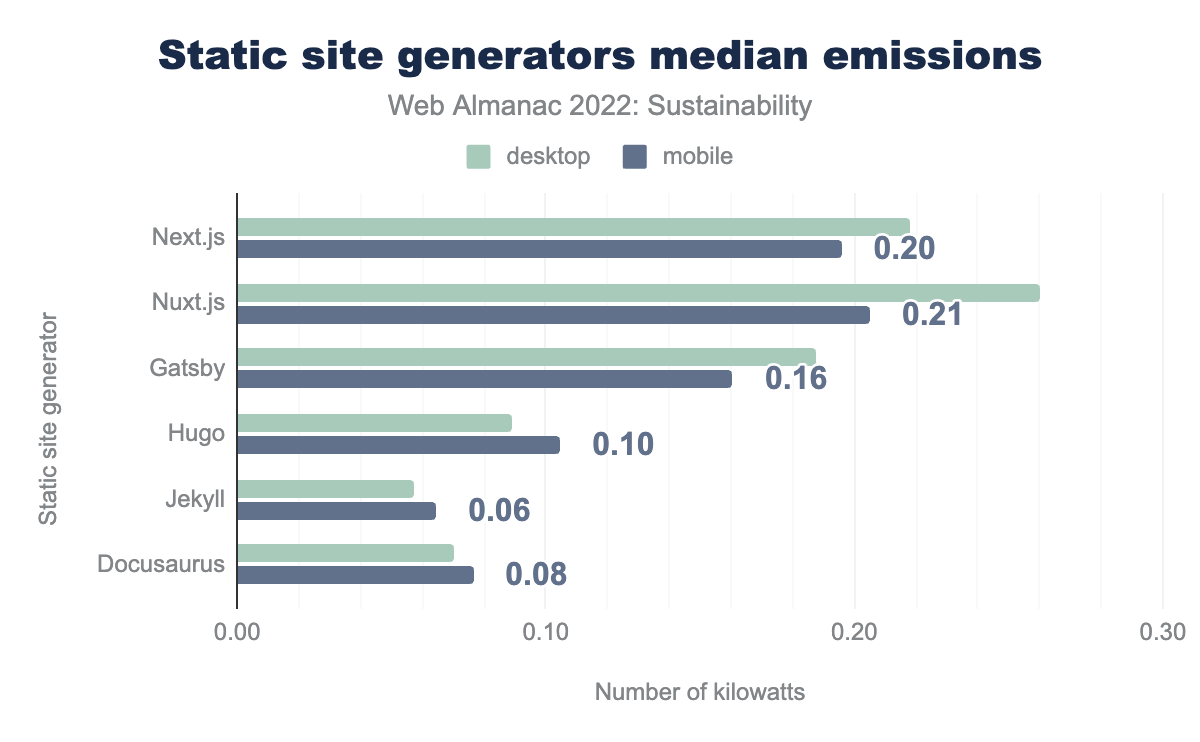 Static site generators median emissions
Web Almanac 2022: Sustainability
desktop
mobile
Static site generator
Next.js
0.20
Nuxt.js
0.21
Gatsby
0.16
Hugo
0.10
Jekyll
0.06
Docusaurus
0.08
0.00
0.10
0.20
0.30
Number of kilowatts